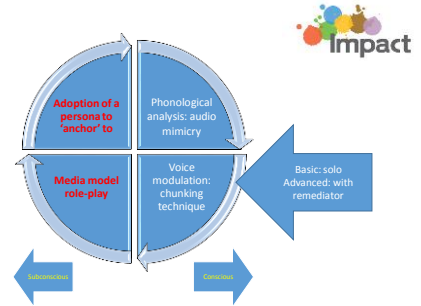 Impact
Adoption of a
persona to
‘anchor’ to
Phonological
analysis: audio
mimicry
Media model
role-play
Voice
modulation:
chunking
technique
Basic: solo
Advanced: with
remediator
Subconscious
Conscious